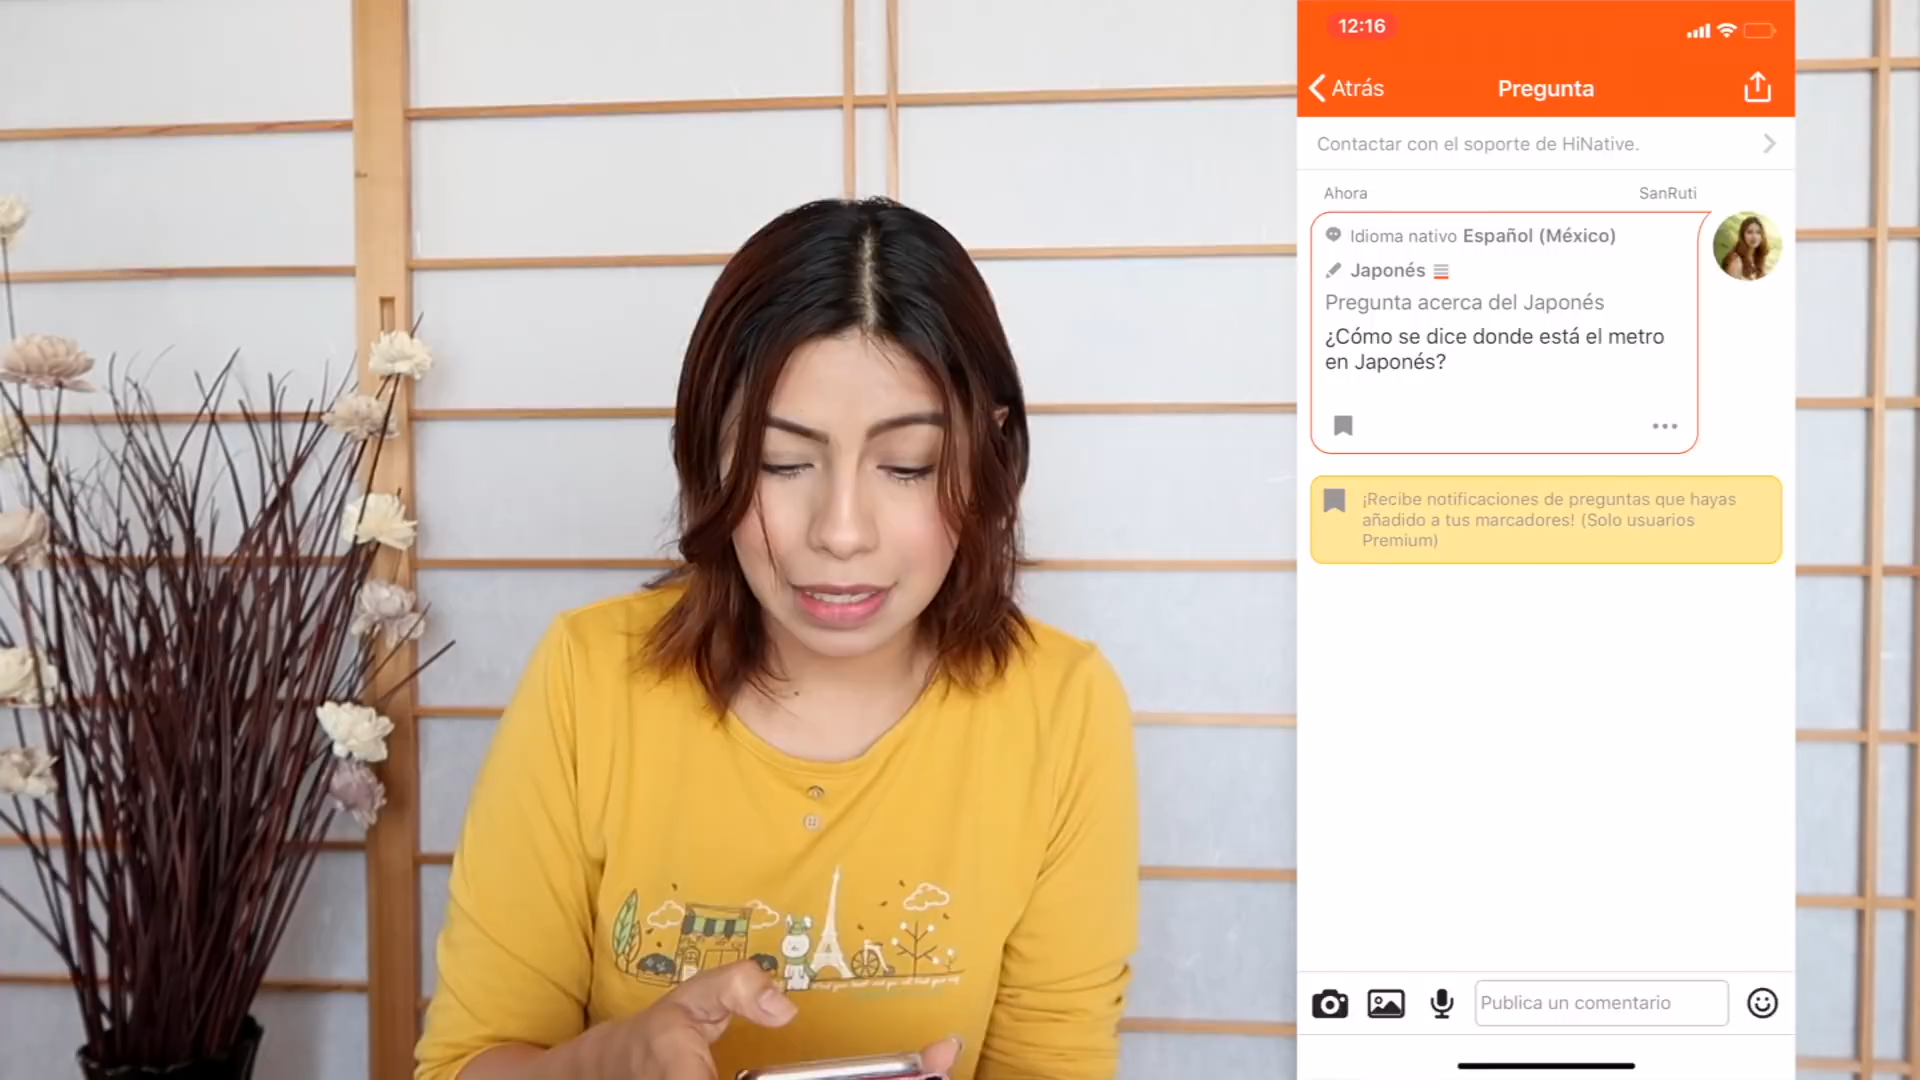 12:16
Atrás
Pregunta
Contactar con el soporte de HiNative.
Ahora
SanRuti
Idioma nativo Español (México)
Japonés
Pregunta acerca del Japonés
¿Cómo se dice donde está el metro
en Japonés?
¡Recibe notificaciones de preguntas que hayas
añadido a tus marcadores! (Solo usuarios
Premium)
Publica un comentario